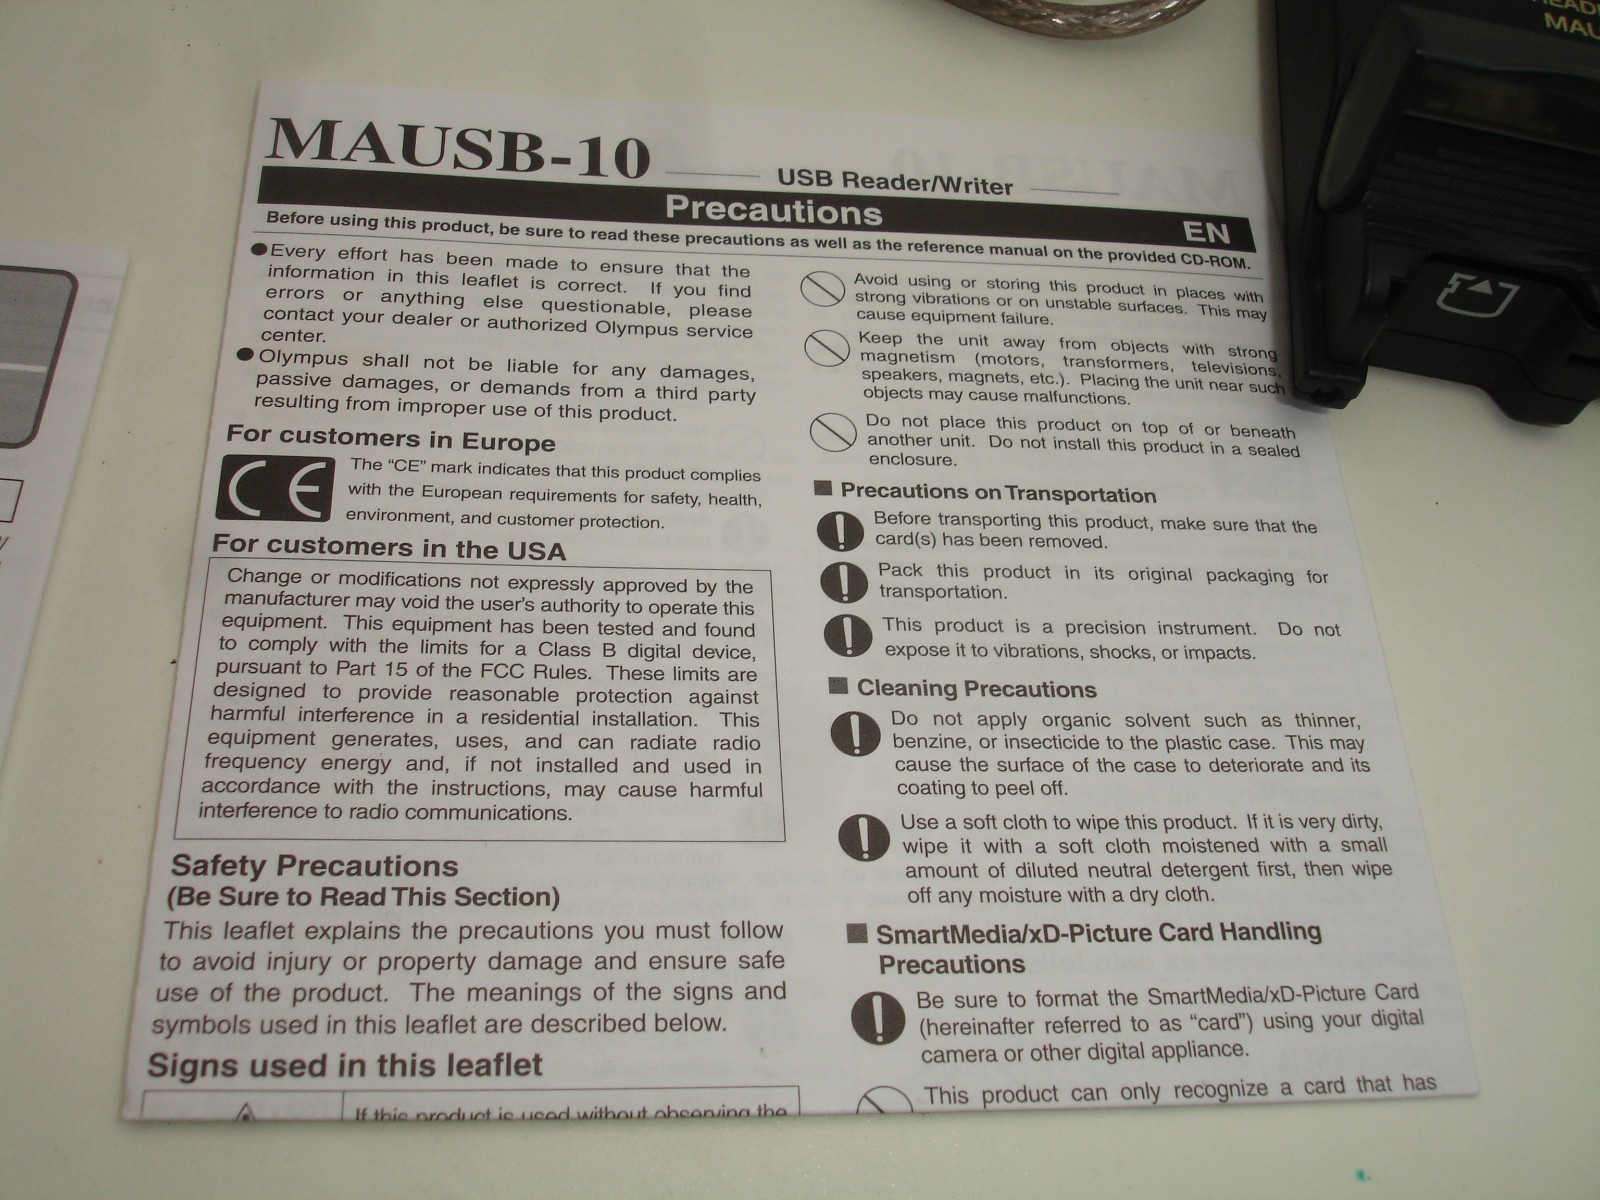 MAUSB-10
USB Reader/Writer
Precautions
EN
Before using this product, be sure to read these precautions as well as the reference manual on the provided CD-ROM.
●Every effort has been made to ensure that the
information in this leaflet is correct. If you find
errors or anything else questionable, please
contact your dealer or authorized Olympus service
center.
●Olympus shall not be liable for any damages,
passive damages, or demands from a third party
resulting from improper use of this product.
For customers in Europe
CE
The “CE” mark indicates that this product complies
with the European requirements for safety, health,
environment, and customer protection.
For customers in the USA
Change or modifications not expressly approved by the
manufacturer may void the user's authority to operate this
equipment. This equipment has been tested and found
to comply with the limits for a Class B digital device,
pursuant to Part 15 of the FCC Rules. These limits are
designed to provide reasonable protection against
harmful interference in a residential installation. This
equipment generates, uses, and can radiate radio
frequency energy and, if not installed and used in
accordance with the instructions, may cause harmful
interference to radio communications.
Safety Precautions
(Be Sure to Read This Section)
This leaflet explains the precautions you must follow
to avoid injury or property damage and ensure safe
use of the product. The meanings of the signs and
symbols used in this leaflet are described below.
Signs used in this leaflet
If this product is used without observing the
Avoid using or storing this product in places with
strong vibrations or on unstable surfaces. This may
cause equipment failure.
Keep the unit away from objects with strong
magnetism (motors, transformers, televisions,
speakers, magnets, etc.). Placing the unit near such
objects may cause malfunctions.
Do not place this product on top of or beneath
another unit. Do not install this product in a sealed
enclosure.
■ Precautions on Transportation
Before transporting this product, make sure that the
card(s) has been removed.
Pack this product in its original packaging for
transportation.
This product is a precision instrument. Do not
expose it to vibrations, shocks, or impacts.
■ Cleaning Precautions
Do not apply organic solvent such as thinner,
benzine, or insecticide to the plastic case. This may
cause the surface of the case to deteriorate and its
coating to peel off.
Use a soft cloth to wipe this product. If it is very dirty,
wipe it with a soft cloth moistened with a small
amount of diluted neutral detergent first, then wipe
off any moisture with a dry cloth.
■ SmartMedia/xD-Picture Card Handling
Precautions
Be sure to format the SmartMedia/xD-Picture Card
(hereinafter referred to as “card”) using your digital
camera or other digital appliance.
This product can only recognize a card that has
MAU